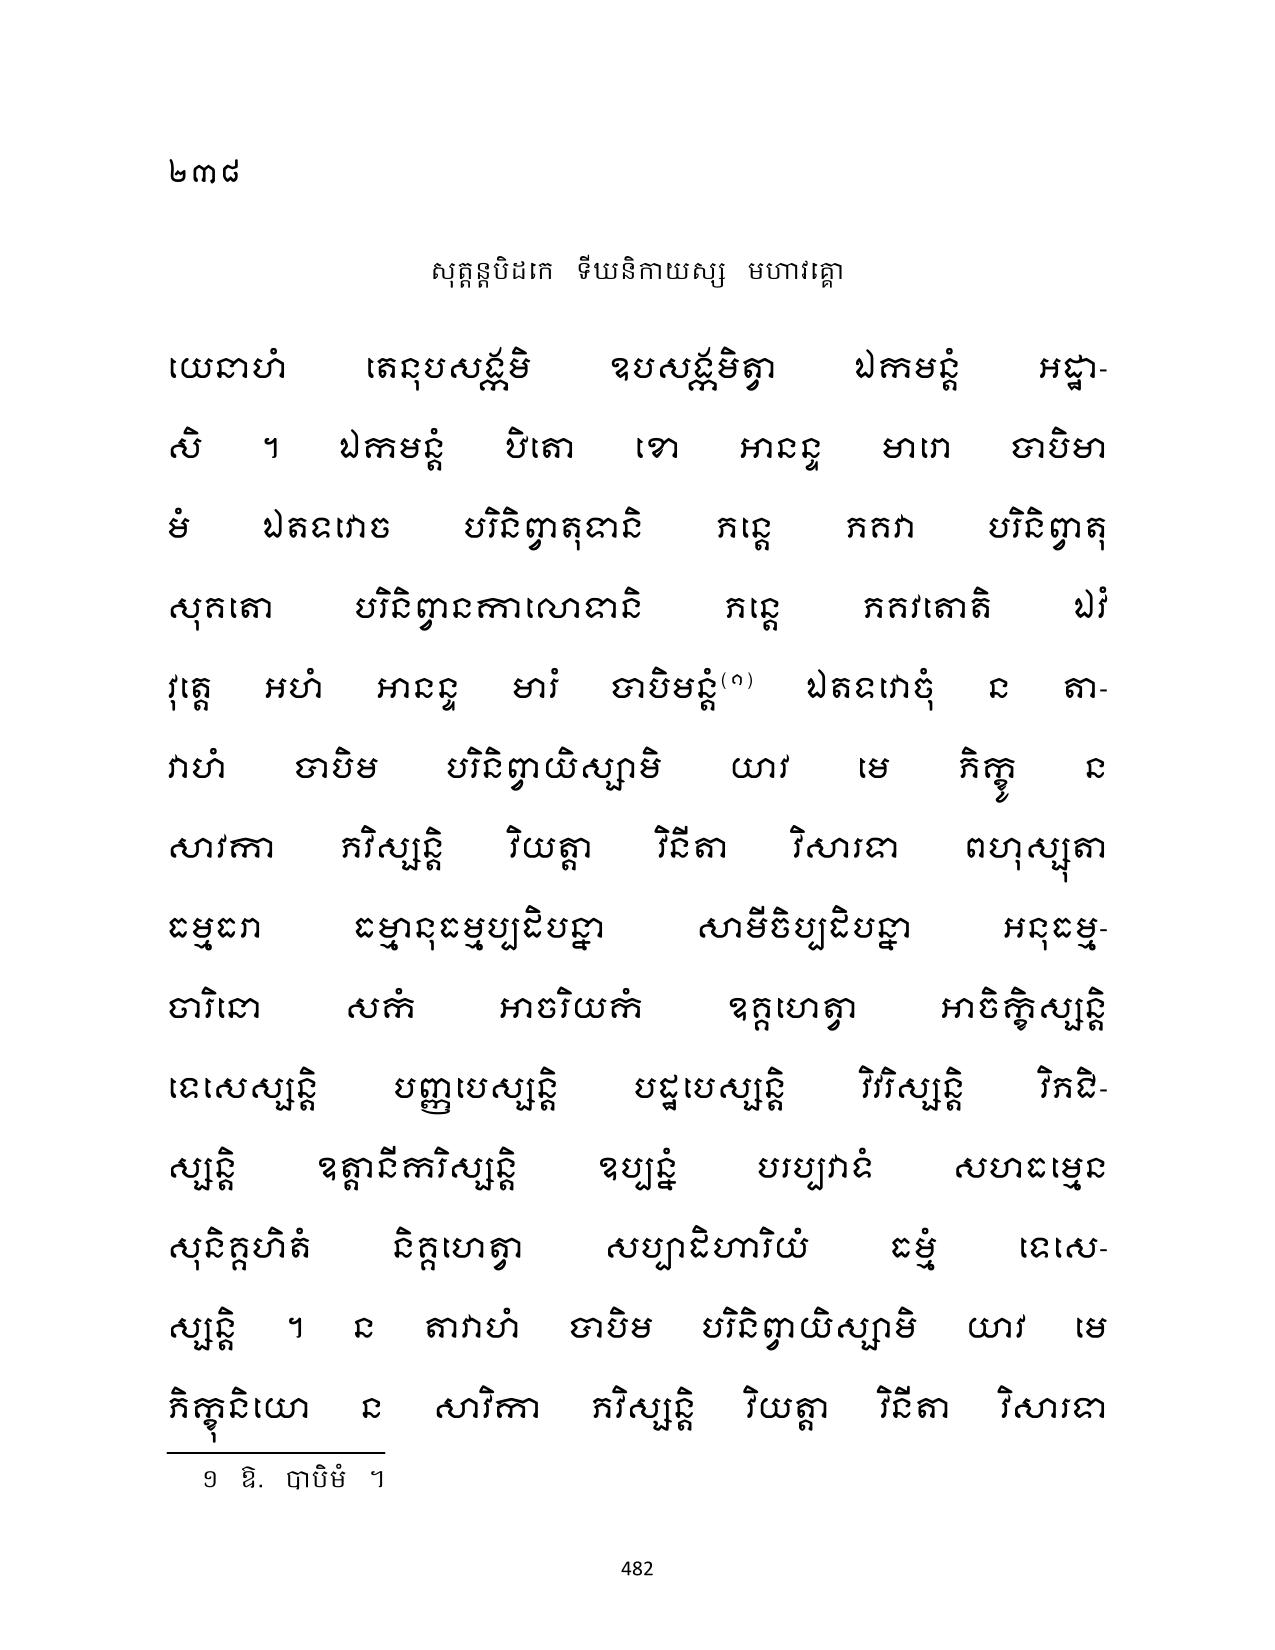 ២៣៨
សុត្តន្តបិដកេ ទីឃនិកាយស្ស មហាវគ្គោ
យេនាហំ តេនុបសង្កមិ ឧបសង្កមិត្វា ឯកមន្តំ អដ្ឋា-
សិ ។ ឯកមន្តំ ឋិតោ ខោ អានន្ទ មារោ បាបិមា
មំ ឯតទវោច បរិនិព្វាតុទានិ ភន្តេ ភគវា បរិនិព្វាតុ
សុគតោ បរិនិព្វានកាលោទានិ ភន្តេ ភគវតោតិ ឯវំ
វុត្តេ អហំ អានន្ទ មារំ បាបិមន្តំ(១) ឯតទវោចុំ ន តា-
វាហំ បាបិម បរិនិព្វាយិស្សាមិ យាវ មេ ភិក្ខូ ន
សាវកា ភវិស្សន្តិ វិយត្តា វិនីតា វិសារទា ពហុស្សុតា
ធម្មធរា ធម្មានុធម្មប្បដិបន្នា សាមីចិប្បដិបន្នា អនុធម្ម-
ចារិនោ សកំ អាចរិយកំ ឧគ្គហេត្វា អាចិក្ខិស្សន្តិ
ទេសេស្សន្តិ បញ្ញបេស្សន្តិ បដ្ឋបេស្សន្តិ វិវរិស្សន្តិ វិភជិ-
ស្សន្តិ ឧត្តានីករិស្សន្តិ ឧប្បន្នំ បរប្បវាទំ សហធម្មេន
សុនិគ្គហិតំ និគ្គហេត្វា សប្បាដិហារិយំ ធម្មំ ទេសេ-
ស្សន្តិ ។ ន តាវាហំ បាបិម បរិនិព្វាយិស្សាមិ យាវ មេ
ភិក្ខុនិយោ ន សាវិកា ភវិស្សន្តិ វិយត្តា វិនីតា វិសារទា
១ ឱ. បាបិមំ ។
482